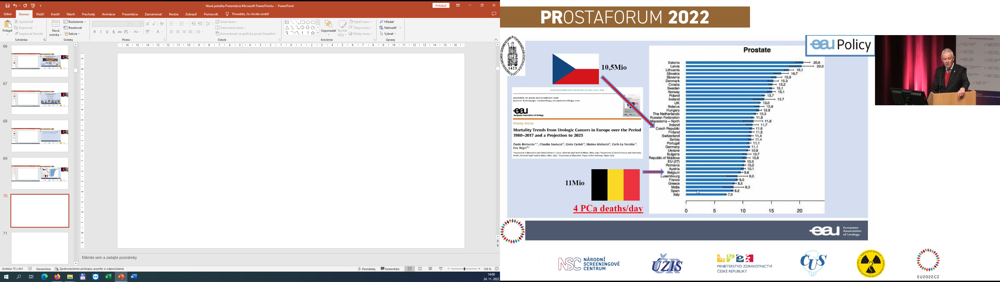 Nová položka Prezentácia Microsoft PowerPointu - PowerPoint
Prihlásiť
Súbor Domov Vložiť Kresliť Návrh Prechody Animácie Prezentácia Zaznamenať Revízia Zobraziť Pomocník Povedzte, čo chcete urobiť
Prilepiť
Vystrihnúť
Kopírovať
Kopírovať formát
Schránka
Nová
snímka
Rozloženie
Resetovať
Sekcia
Snímky
B I U S abc AV Aa A
Písmo
Smer textu
Zarovnanie textu
Konvertovať na grafický prvok SmartArt
Odsek
Usporiadať
Rýchle
štýly
Výplň tvaru
Obrys tvaru
Efekty tvaru
Kreslenie
Hľadať
Nahradiť
Vybrať
Úpravy
66
67
68
69
70
71
Kliknite sem a zadajte poznámky
Snímka 70 z 641
Slovenčina
Zjednodušenie prístupu: pozrite si odporúčania
Poznámky
Komentáre
105 %
14:00
24. 11. 2022
PROSTAFORUM 2022
1425
eau Policy
10,5Mio
EUROPEAN UROLOGY ONCOLOGY 4 (2021) 677–686
available at www.sciencedirect.com
journal homepage: euoncology.europeanurology.com
eau
European Association of Urology
Priority Article
Mortality Trends from Urologic Cancers in Europe over the Period
1980–2017 and a Projection to 2025
Paola Bertuccio, Claudia Santucci, Greta Carioli, Matteo Malvezzi, Carlo La Vecchia,
Eva Negri
11Mio
4 PCa deaths/day
Prostate
Estonia 20.6
Latvia 20.3
Lithuania 18.1
Slovakia 16.7
Slovenia 15.9
Denmark 15.3
Croatia 15.2
Sweden 15.1
Norway 15.1
Poland 13.7
Iceland 13.7
UK 13.0
Belarus 12.9
Hungary 12.8
The Netherlands 12.3
Russian Federation 11.8
Macedonia – North 11.8
Ireland 11.7
Czech Republic 11.6
Finland 11.5
Switzerland 11.4
Serbia 11.4
Portugal 11.1
Germany 11.1
Ukraine 10.9
Bulgaria 10.7
Republic of Moldova 10.6
EU (27) 10.3
Romania 10.2
Austria 10.1
Belgium 9.6
Luxembourg 9.0
France 9.0
Greece 8.5
Malta 8.3
Spain 8.2
Italy 7.0
0 5 10 15 20
eau European
Association
of Urology
NSC NÁRODNÍ
SCREENINGOVÉ
CENTRUM
ÚZIS
MINISTERSTVO ZDRAVOTNICTVÍ
ČESKÉ REPUBLIKY
ČUS
EU2022.CZ